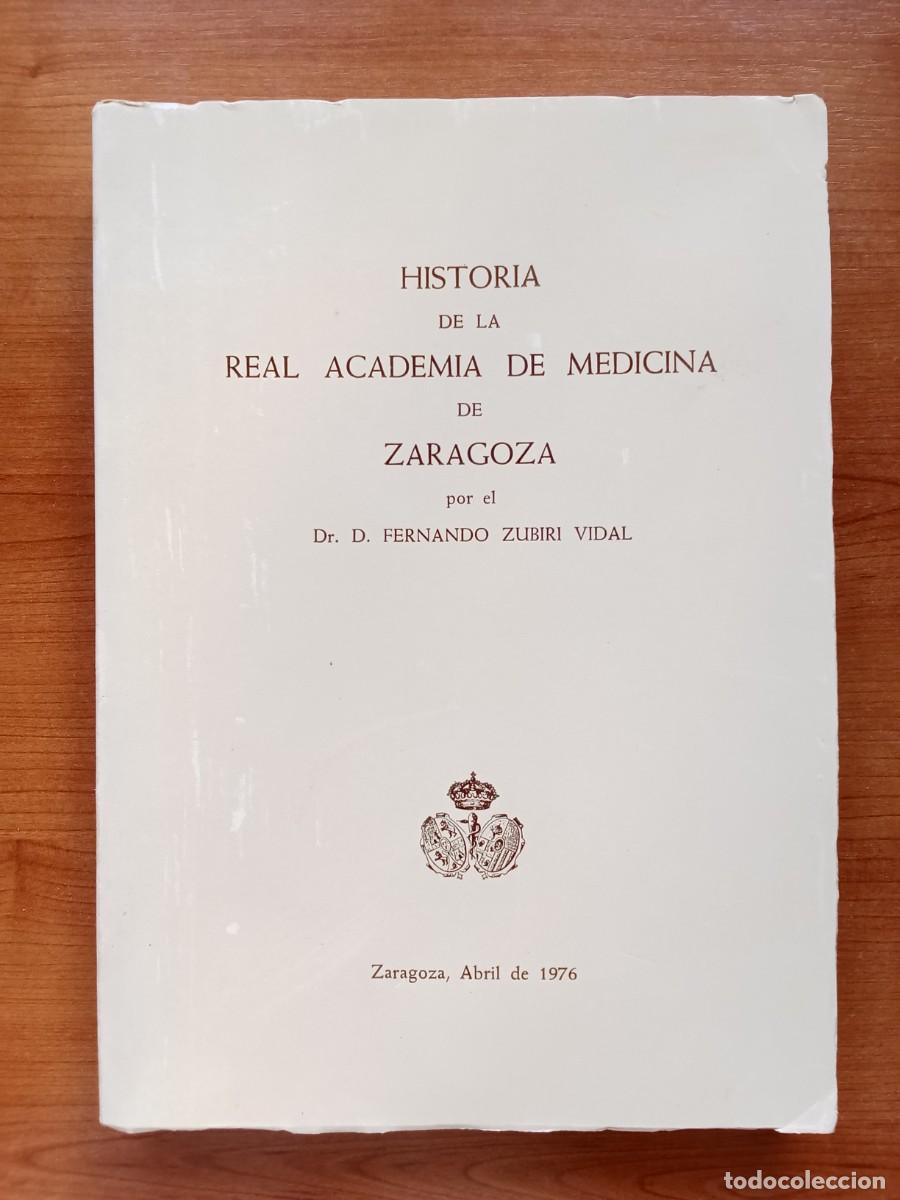 HISTORIA
DE LA
REAL ACADEMIA DE MEDICINA
DE
ZARAGOZA
por el
Dr. D. FERNANDO ZUBIRI VIDAL
Zaragoza, Abril de 1976
todocoleccion